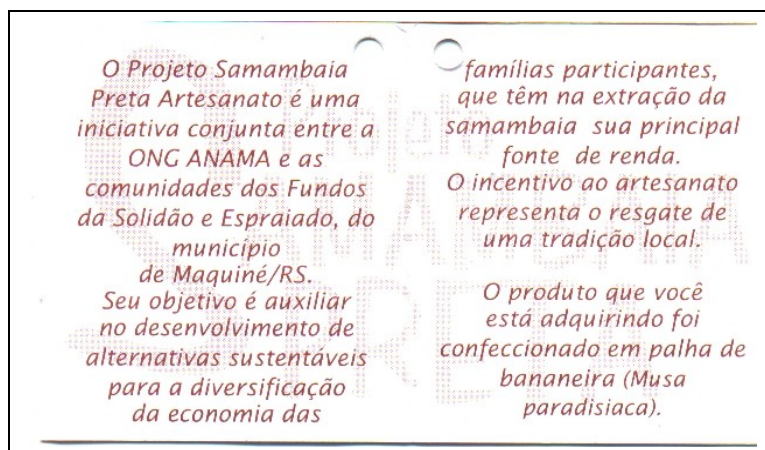 O Projeto Samambaia
Preta Artesanato é uma
iniciativa conjunta entre a
ONG ANAMA e as
comunidades dos Fundos
da Solidão e Espraiado, do
município
de Maquiné/RS.
Seu objetivo é auxiliar
no desenvolvimento de
alternativas sustentáveis
para a diversificação
da economia das
famílias participantes,
que têm na extração da
samambaia sua principal
fonte de renda.
O incentivo ao artesanato
representa o resgate de
uma tradição local.
O produto que você
está adquirindo foi
confeccionado em palha de
bananeira (Musa
paradisiaca).
Projeto
SAMAMBAIA
PRETA